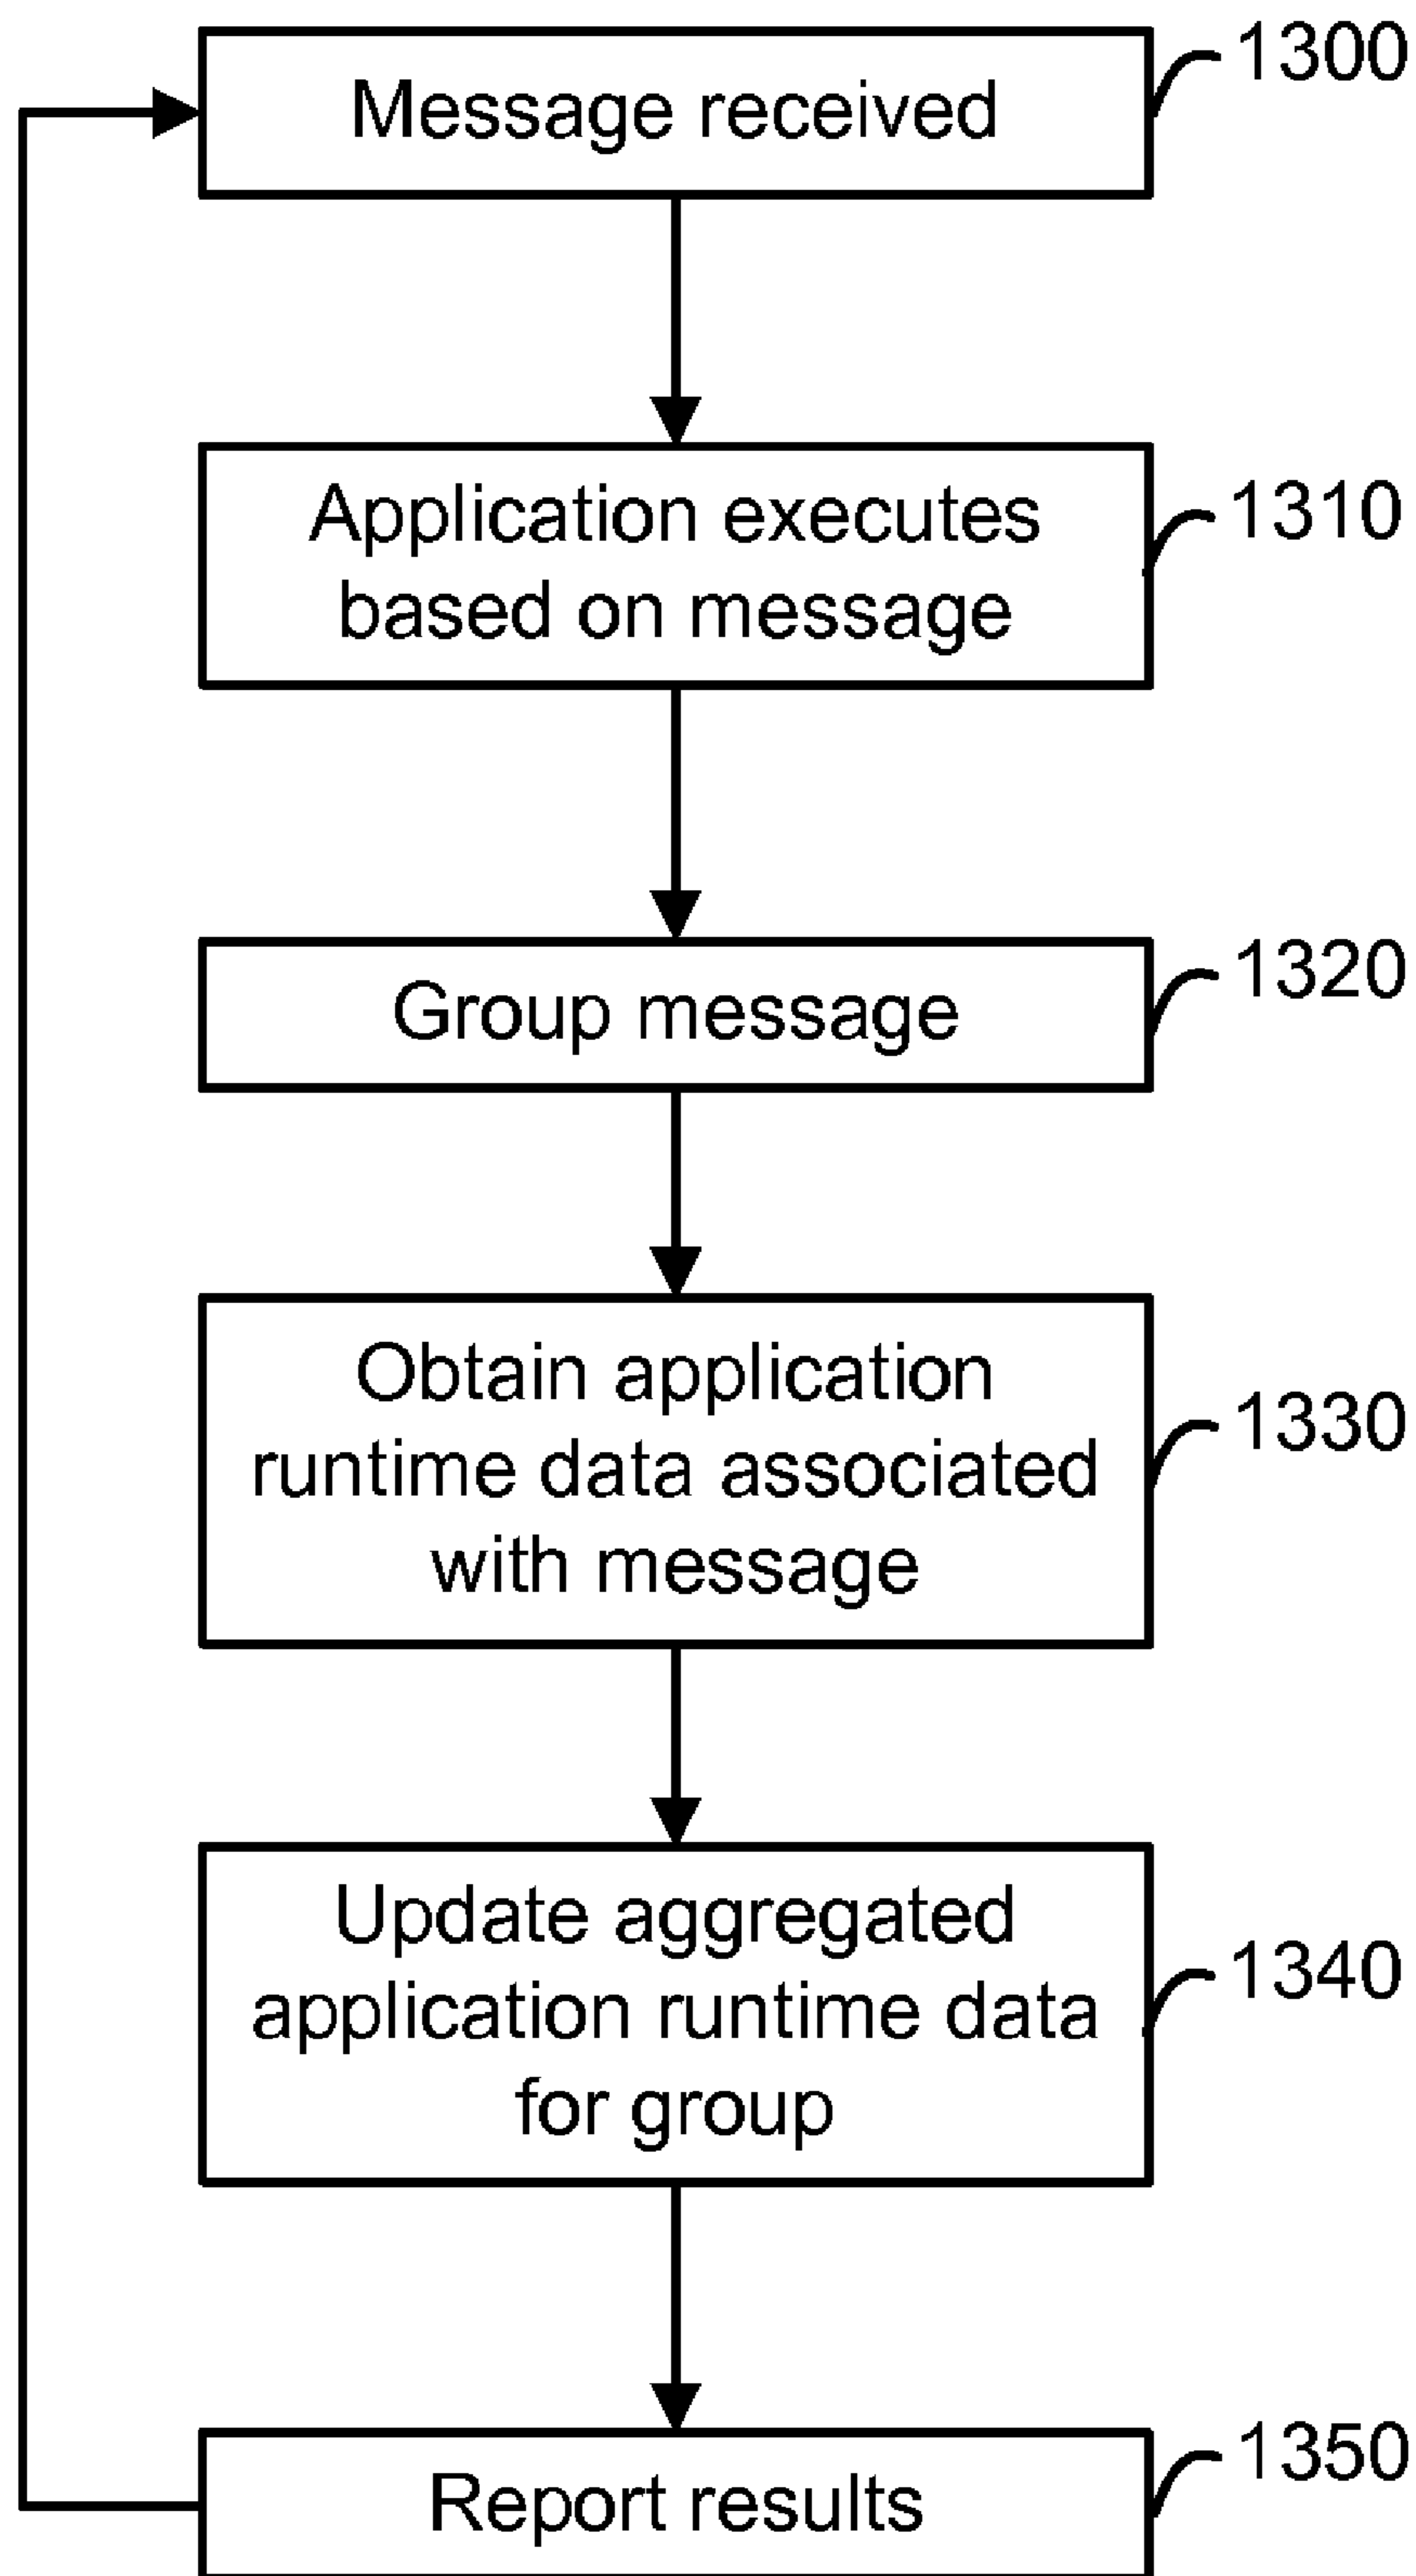 Message received
1300
Application executes
based on message
1310
Group message
1320
Obtain application
runtime data associated
with message
1330
Update aggregated
application runtime data
for group
1340
Report results
1350